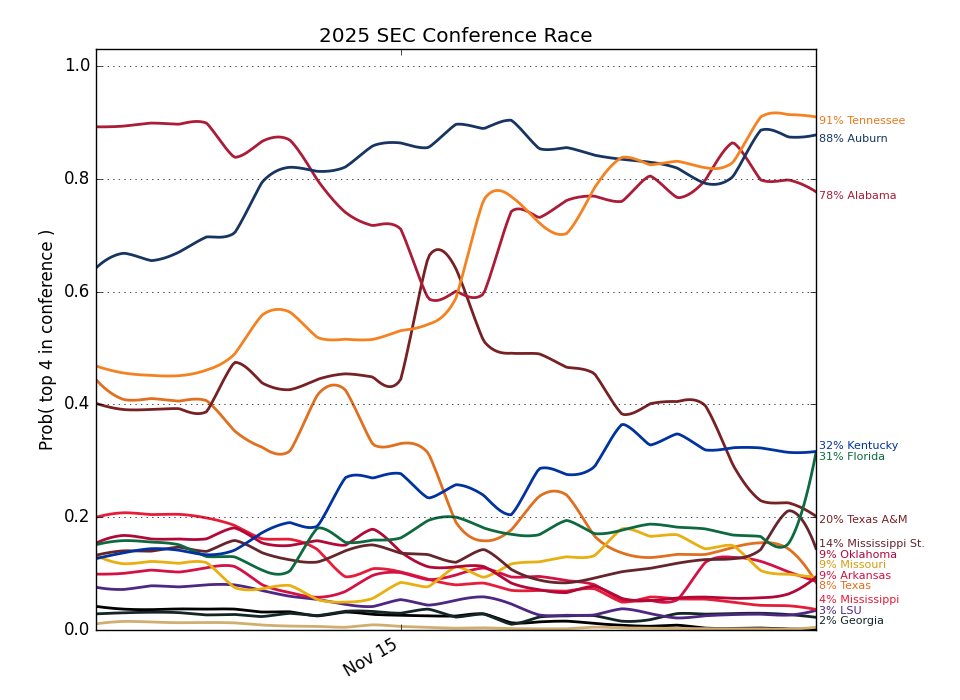 2025 SEC Conference Race
Prob( top 4 in conference )
1.0
0.8
0.6
0.4
0.2
0.0
Nov 15
91% Tennessee
88% Auburn
78% Alabama
32% Kentucky
31% Florida
20% Texas A&M
14% Mississippi St.
9% Oklahoma
9% Missouri
9% Arkansas
8% Texas
4% Mississippi
3% LSU
2% Georgia